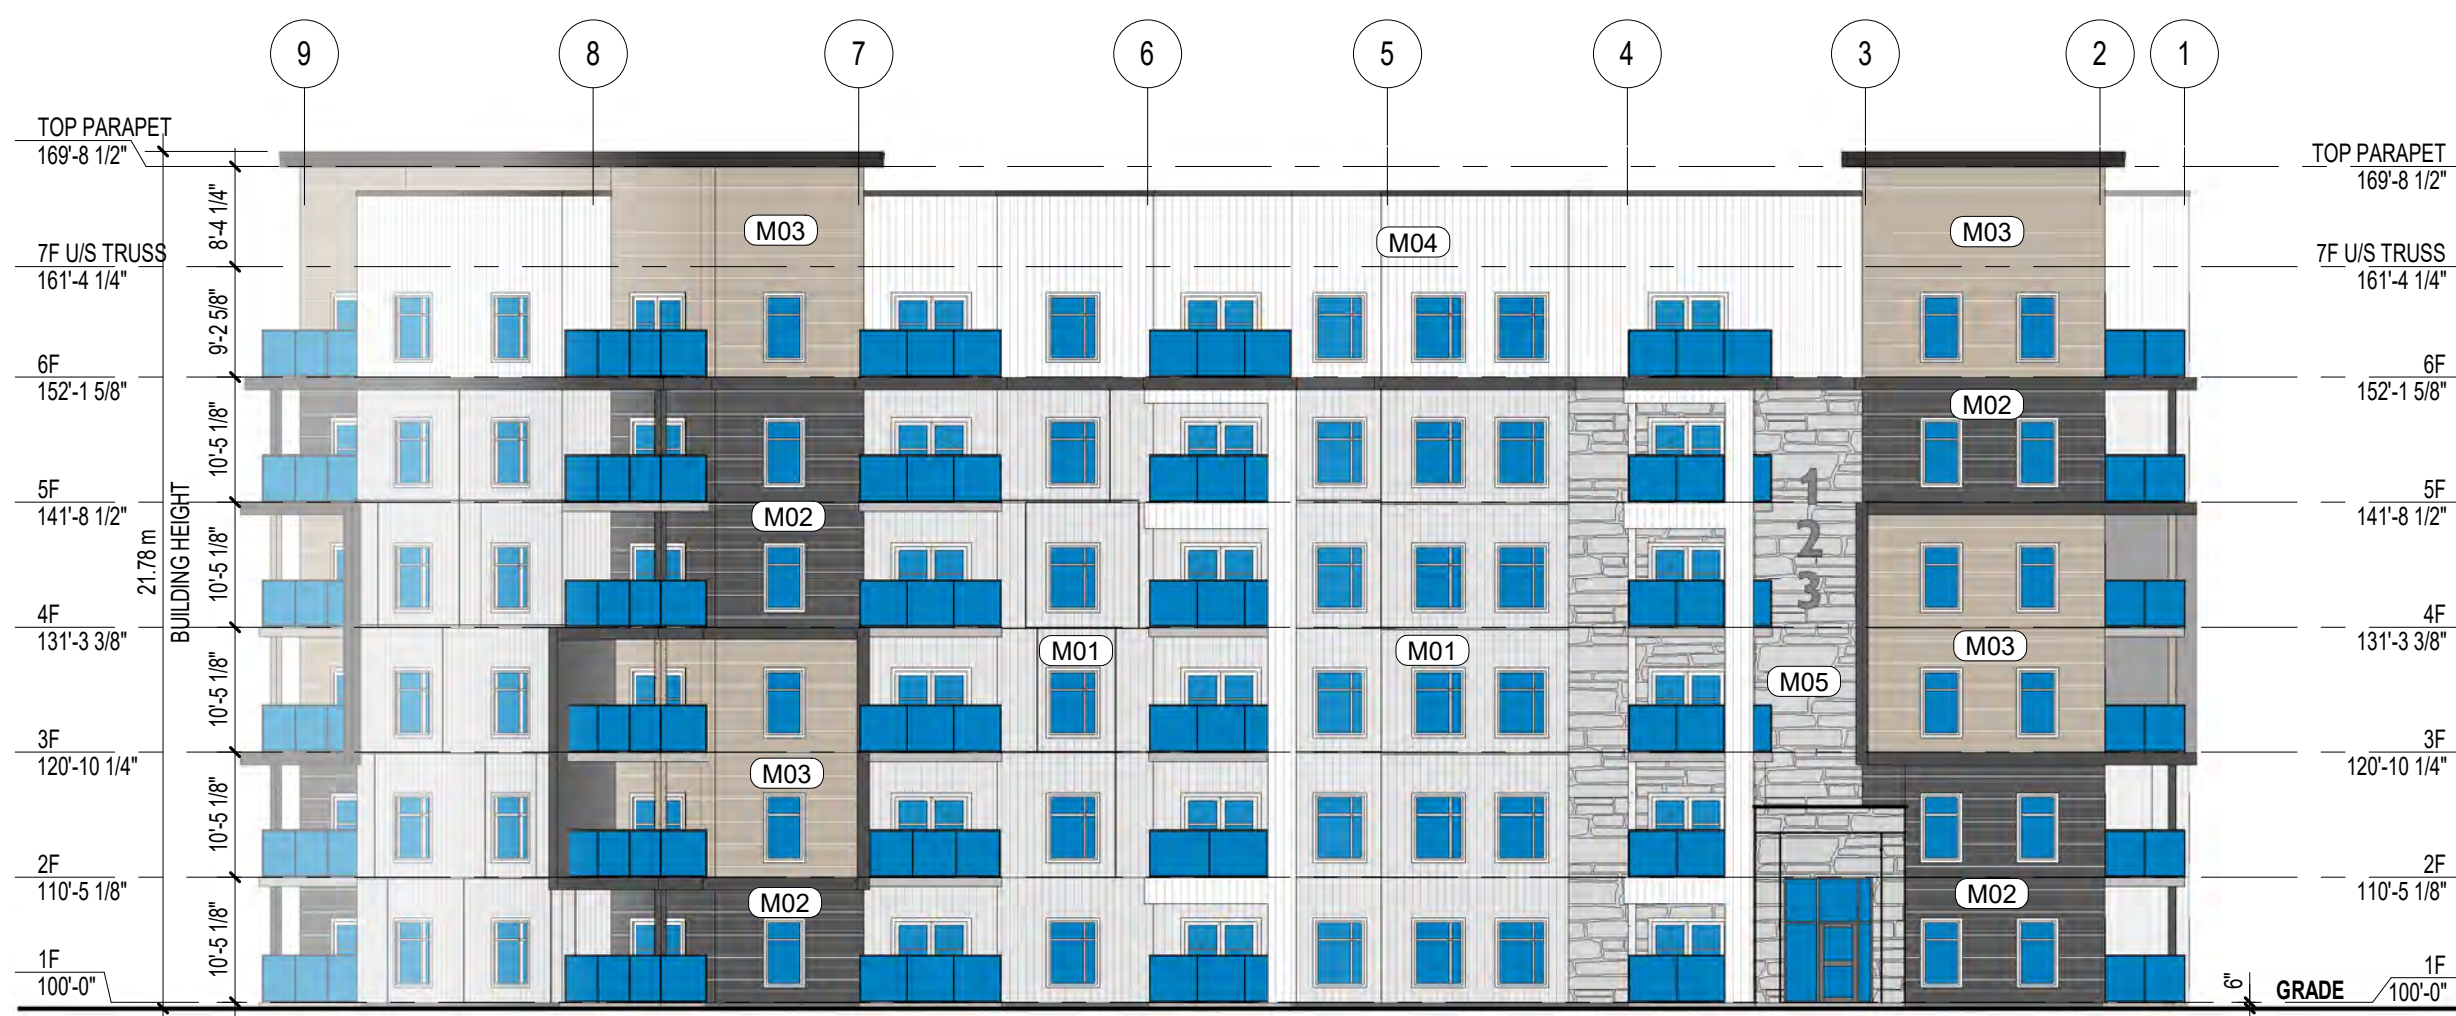 9 8 7 6 5 4 3 2 1
TOP PARAPET
169'-8 1/2"
7F U/S TRUSS
161'-4 1/4"
6F
152'-1 5/8"
5F
141'-8 1/2"
4F
131'-3 3/8"
3F
120'-10 1/4"
2F
110'-5 1/8"
1F
100'-0"
21.78 m
BUILDING HEIGHT
8'-4 1/4"
9'-2 5/8"
10'-5 1/8"
10'-5 1/8"
10'-5 1/8"
10'-5 1/8"
10'-5 1/8"
M03
M04
M03
M02
M02
M01
M01
M03
M05
M03
M02
M02
1
2
3
TOP PARAPET
169'-8 1/2"
7F U/S TRUSS
161'-4 1/4"
6F
152'-1 5/8"
5F
141'-8 1/2"
4F
131'-3 3/8"
3F
120'-10 1/4"
2F
110'-5 1/8"
1F
100'-0"
6"
GRADE